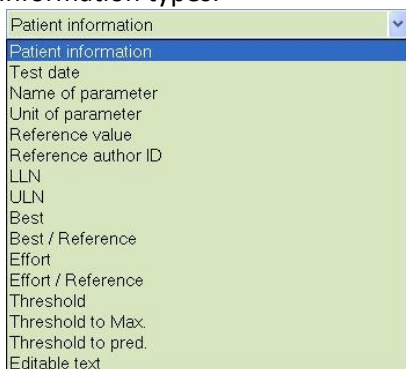 Patient information
Patient information
Test date
Name of parameter
Unit of parameter
Reference value
Reference author ID
LLN
ULN
Best
Best / Reference
Effort
Effort / Reference
Threshold
Threshold to Max.
Threshold to pred.
Editable text